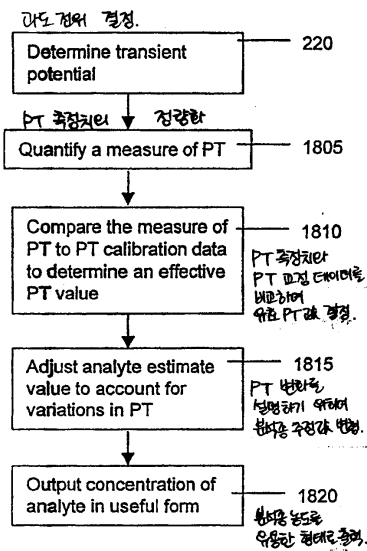 과도 전위 결정.
Determine transient
potential
220
PT 측정치의 정량화
Quantify a measure of PT
1805
Compare the measure of
PT to PT calibration data
to determine an effective
PT value
1810
PT 측정치와
PT 교정 데이터를
비교하여
유효 PT값 결정.
Adjust analyte estimate
value to account for
variations in PT
1815
PT 변화를
설명하기 위하여
분석종 추정값 변형.
Output concentration of
analyte in useful form
1820
분석종 농도를
유용한 형태로 출력.